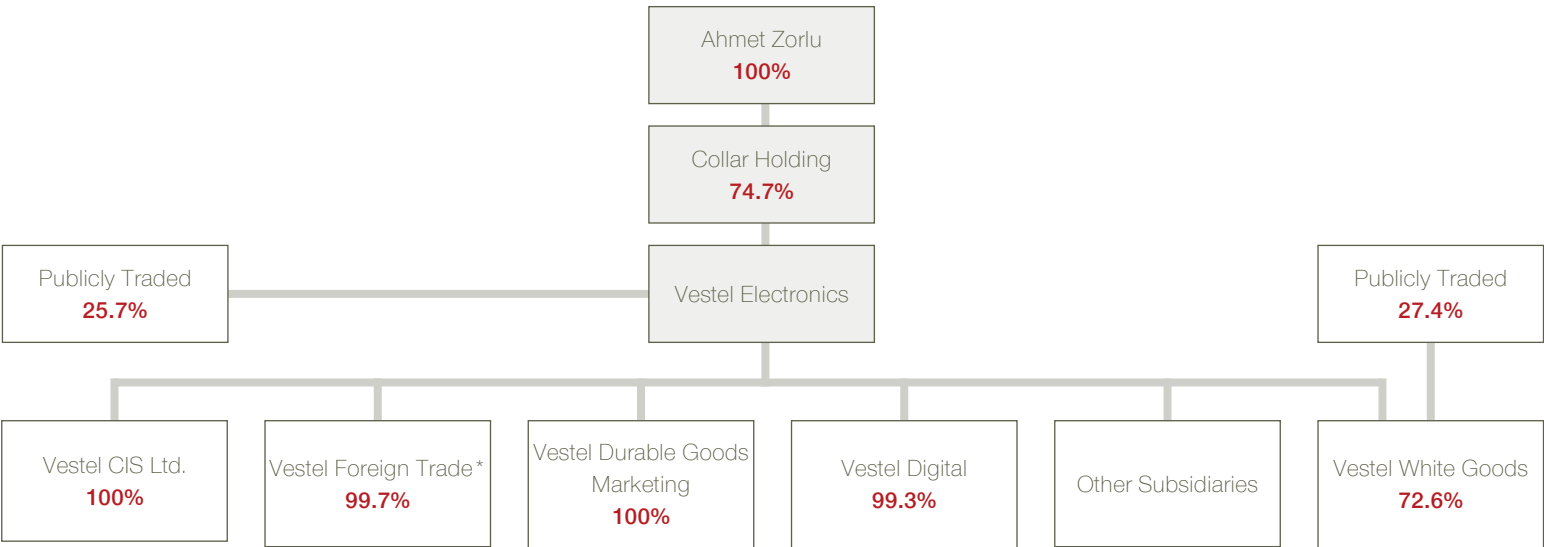 Ahmet Zorlu
100%
Collar Holding
74.7%
Publicly Traded
25.7%
Vestel Electronics
Publicly Traded
27.4%
Vestel CIS Ltd.
100%
Vestel Foreign Trade*
99.7%
Vestel Durable Goods
Marketing
100%
Vestel Digital
99.3%
Other Subsidiaries
Vestel White Goods
72.6%